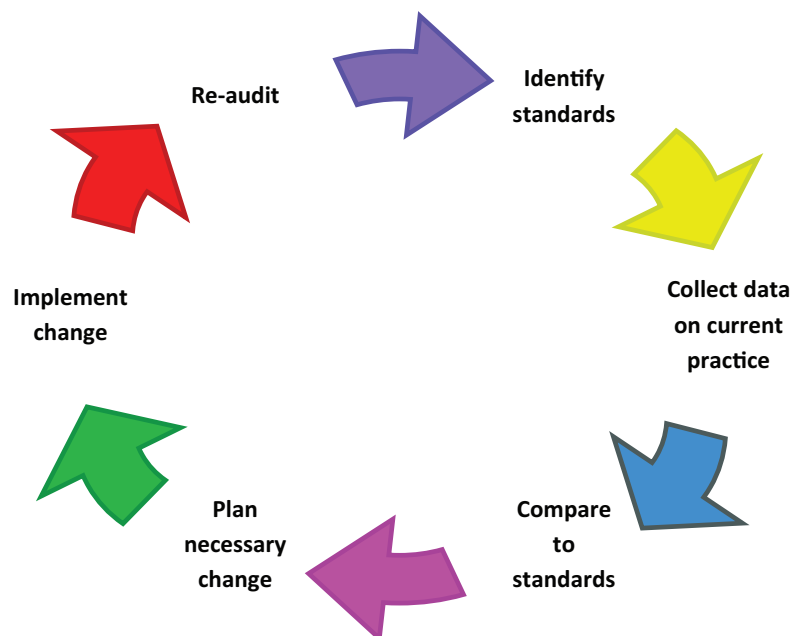 Re-audit
Identify
standards
Collect data
on current
practice
Compare
to
standards
Plan
necessary
change
Implement
change